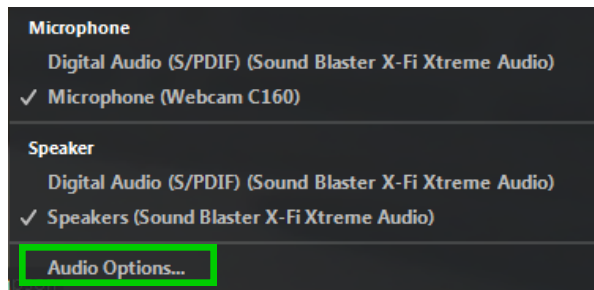 Microphone
Digital Audio (S/PDIF) (Sound Blaster X-Fi Xtreme Audio)
✓ Microphone (Webcam C160)
Speaker
Digital Audio (S/PDIF) (Sound Blaster X-Fi Xtreme Audio)
✓ Speakers (Sound Blaster X-Fi Xtreme Audio)
Audio Options...